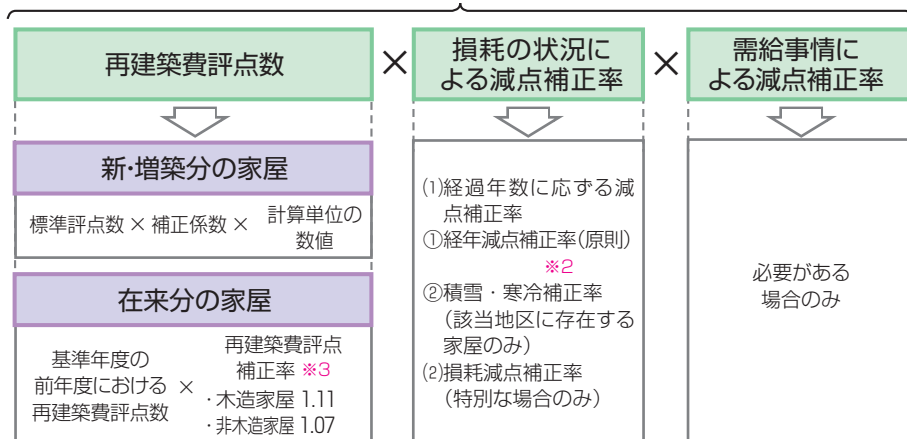 再建築費評点数
×
損耗の状況に
よる減点補正率
×
需給事情に
よる減点補正率
新・増築分の家屋
標準評点数 × 補正係数 × 計算単位の
数値
在来分の家屋
基準年度の
前年度における
再建築費評点数
×
再建築費評点
補正率 ※3
・木造家屋 1.11
・非木造家屋 1.07
⑴経過年数に応ずる減
点補正率
①経年減点補正率(原則)
※2
②積雪・寒冷補正率
(該当地区に存在する
家屋のみ)
⑵損耗減点補正率
(特別な場合のみ)
必要がある
場合のみ